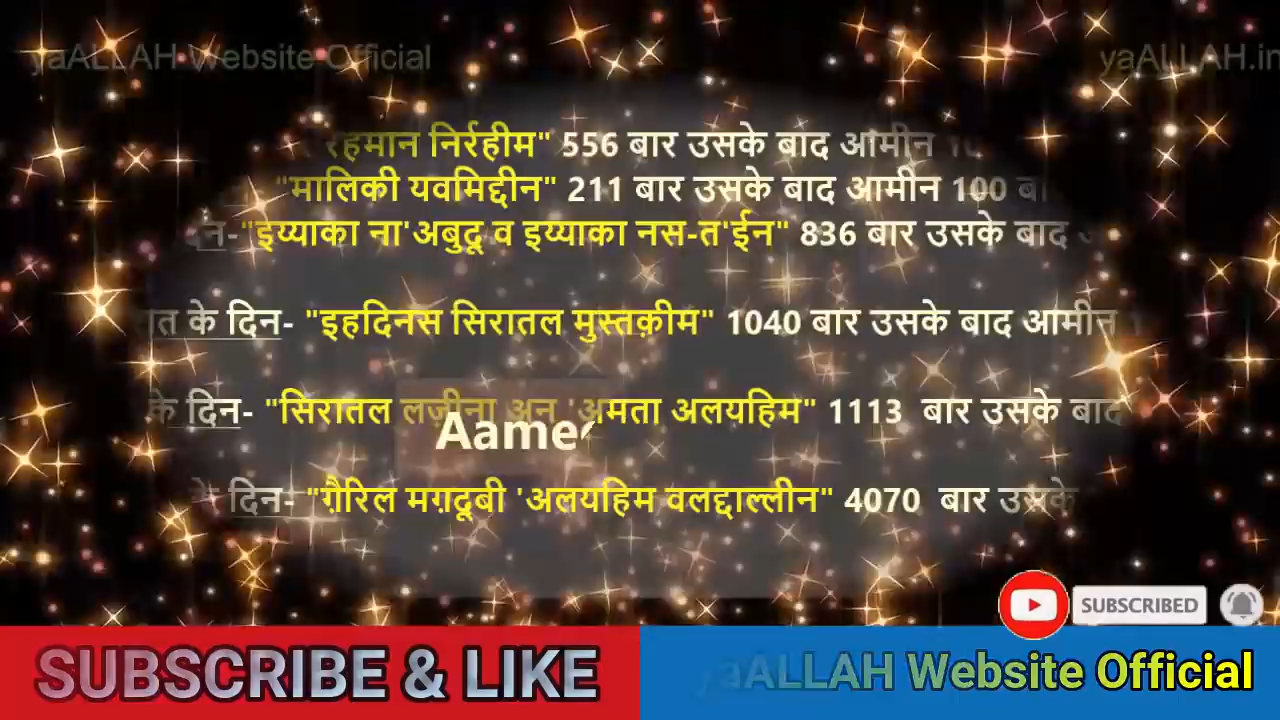 yaALLAH Website Official
yaALLAH.in
रहमान निर्रहीम" 556 बार उसके बाद आमीन
"मालिकी यवमिद्दीन" 211 बार उसके बाद आमीन 100
"इय्याका ना'अबुदू व इय्याका नस-त'ईन" 836 बार उसके बाद
के दिन- "इहदिनस सिरातल मुस्तक़ीम" 1040 बार उसके बाद आमीन
के दिन- "सिरातल लज़ीना अन 'अमता अलयहिम" 1113 बार उसके बाद
के दिन- "ग़ैरिल मग़दूबी 'अलयहिम वलद्दाल्लीन" 4070 बार उसके
SUBSCRIBED
SUBSCRIBE & LIKE
yaALLAH Website Official